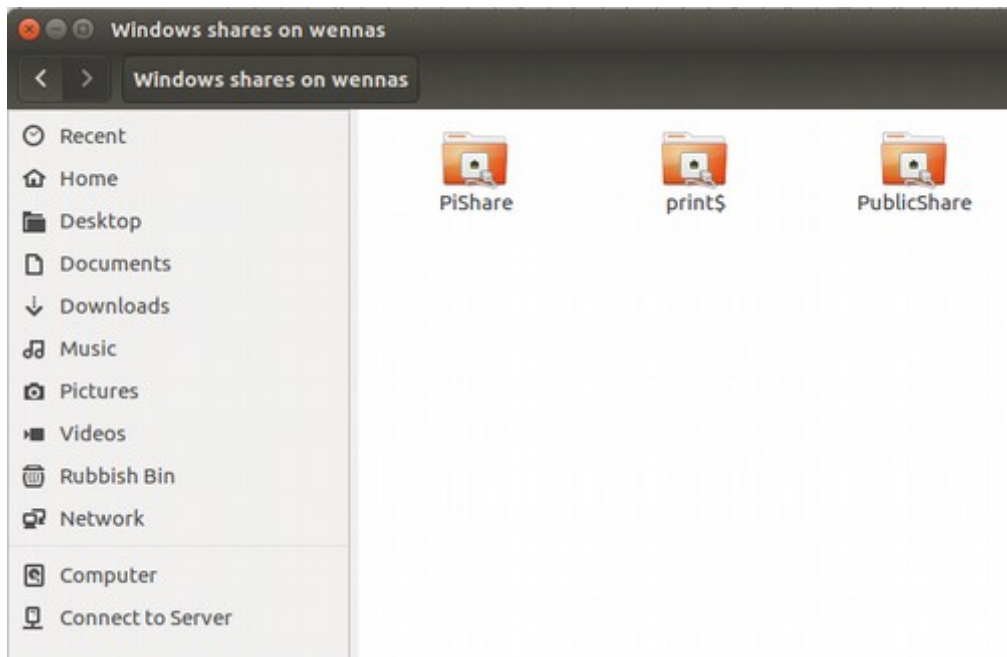 Windows shares on wennas
Windows shares on wennas
Recent
Home
Desktop
Documents
Downloads
Music
Pictures
Videos
Rubbish Bin
Network
Computer
Connect to Server
PiShare
print$
PublicShare